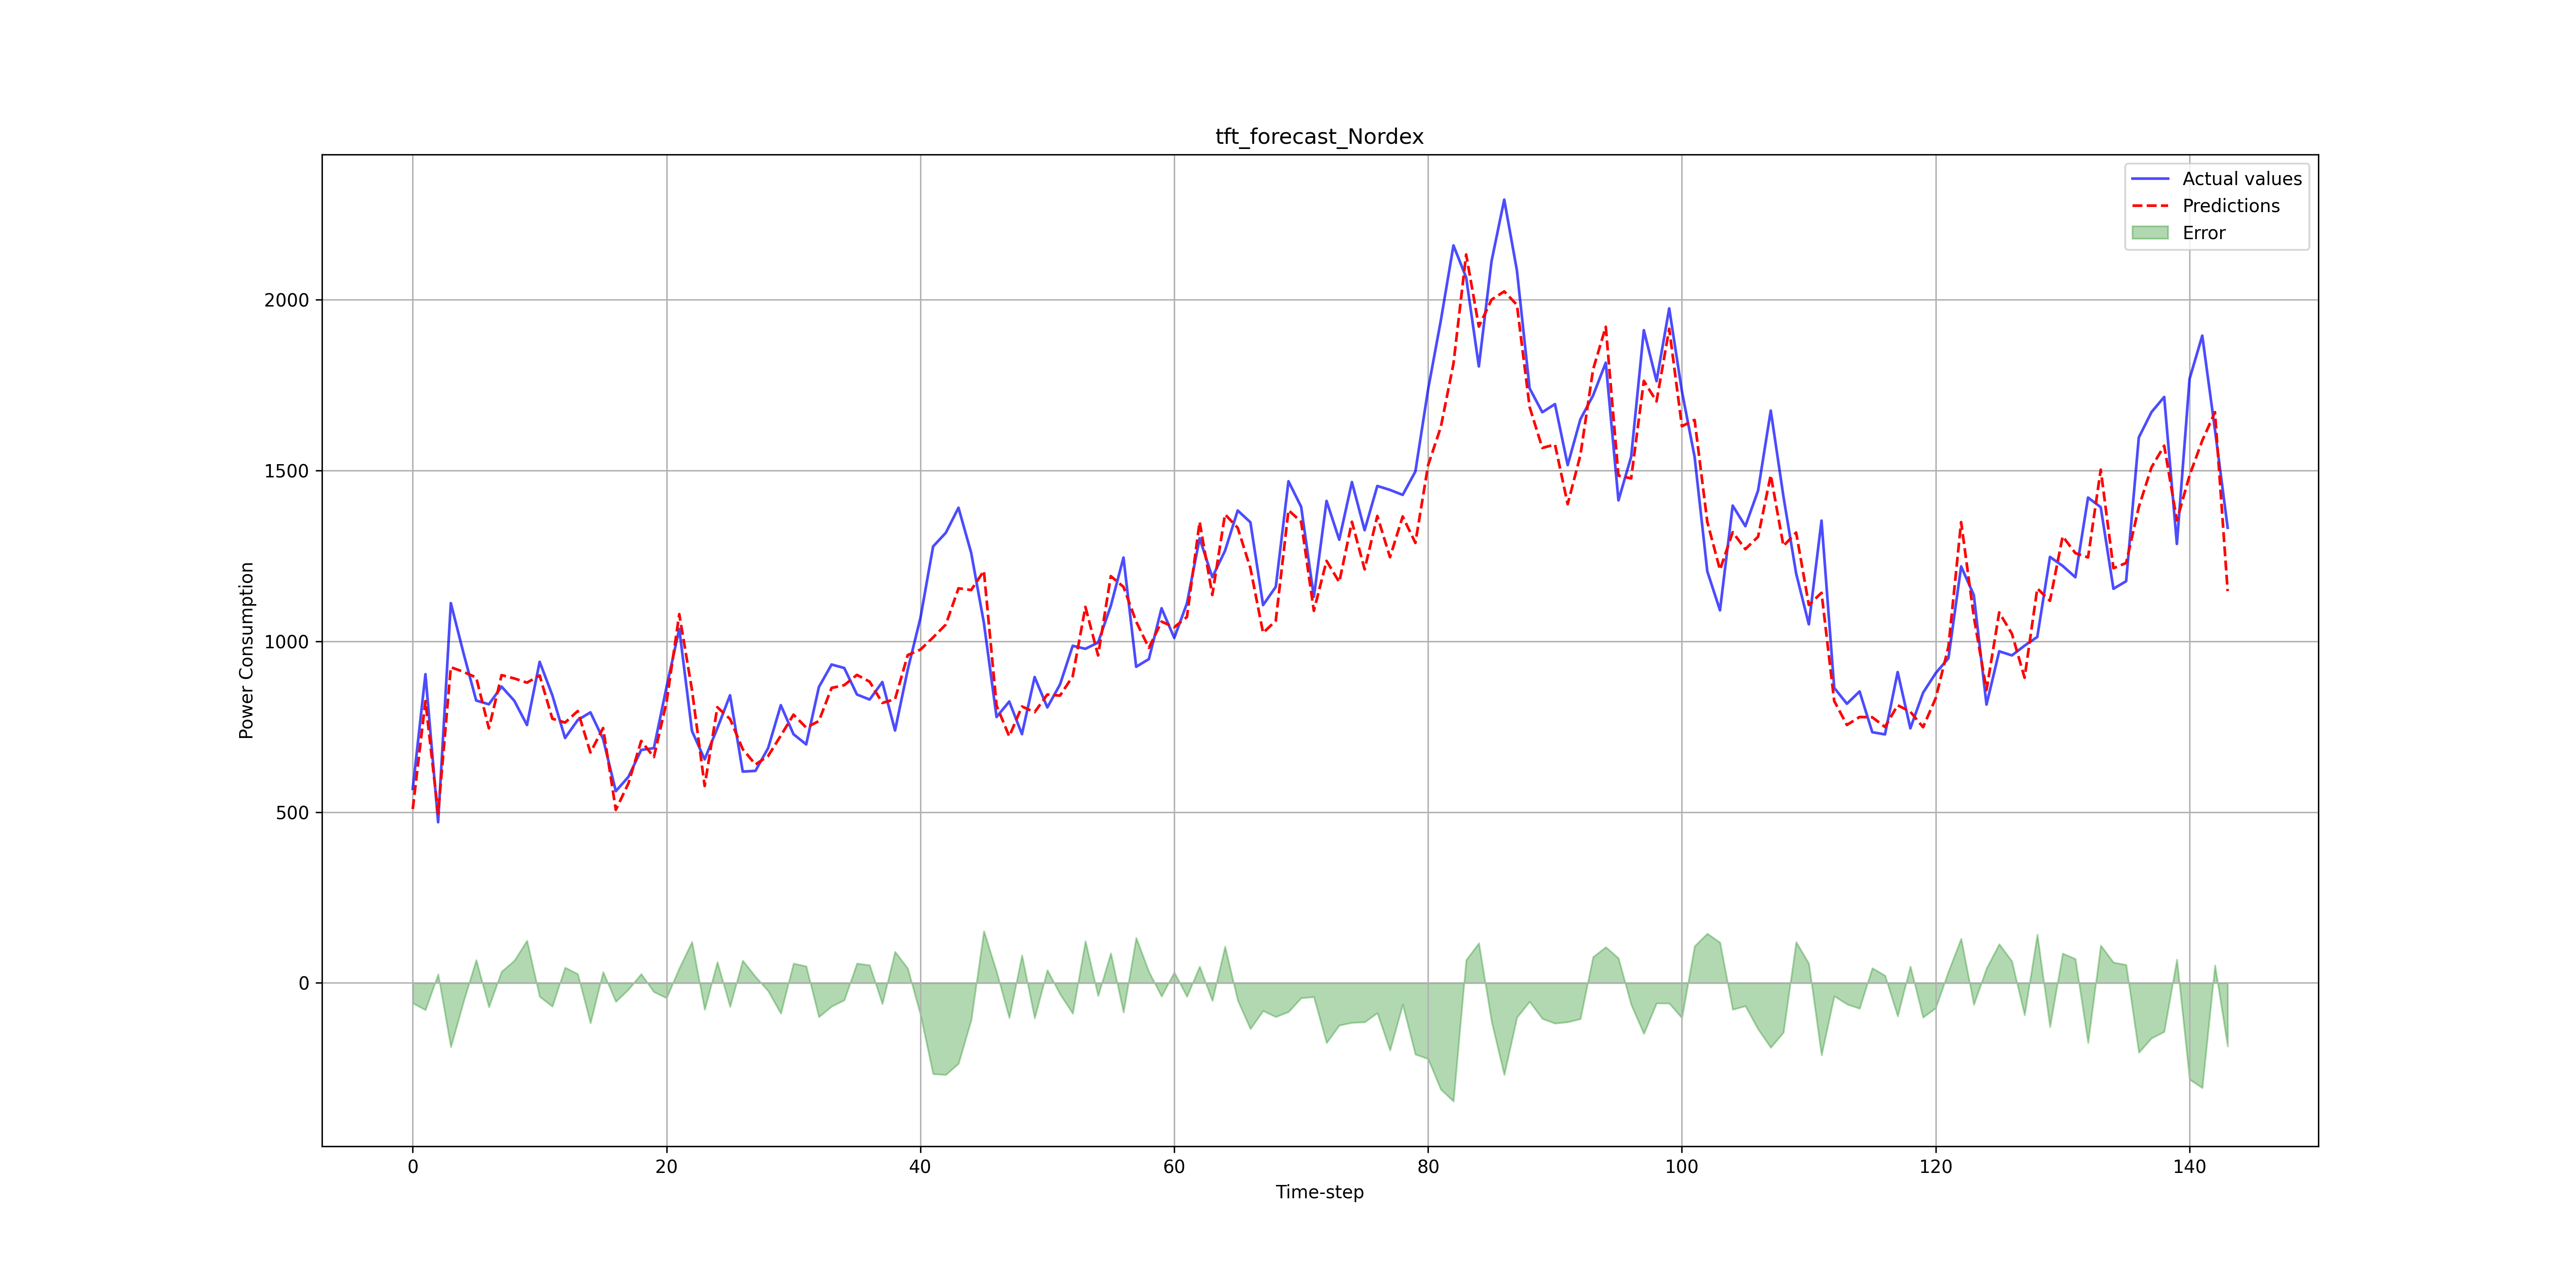 tft_forecast_Nordex
Actual values
Predictions
Error
Power Consumption
2000
1500
1000
500
0
0 20 40 60 80 100 120 140
Time-step